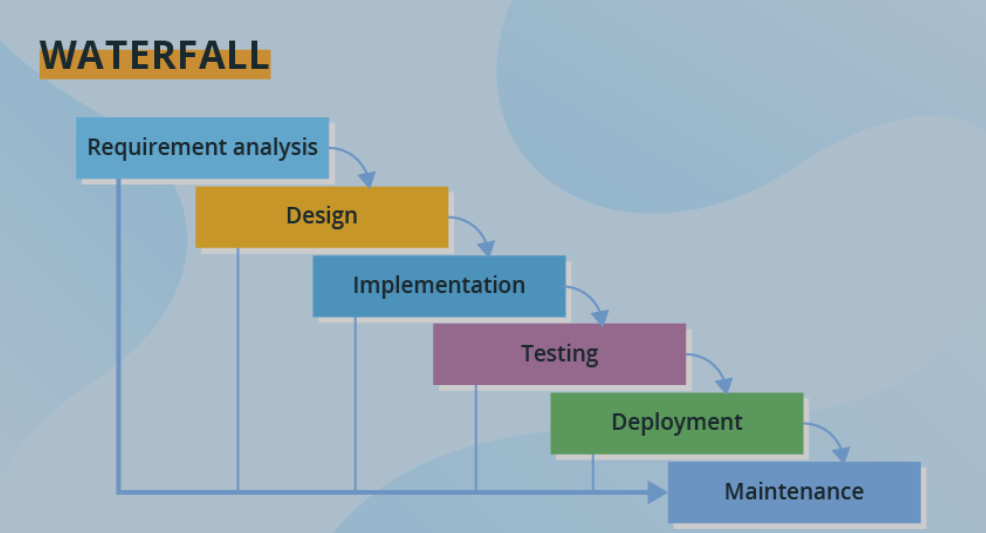 WATERFALL
Requirement analysis
Design
Implementation
Testing
Deployment
Maintenance